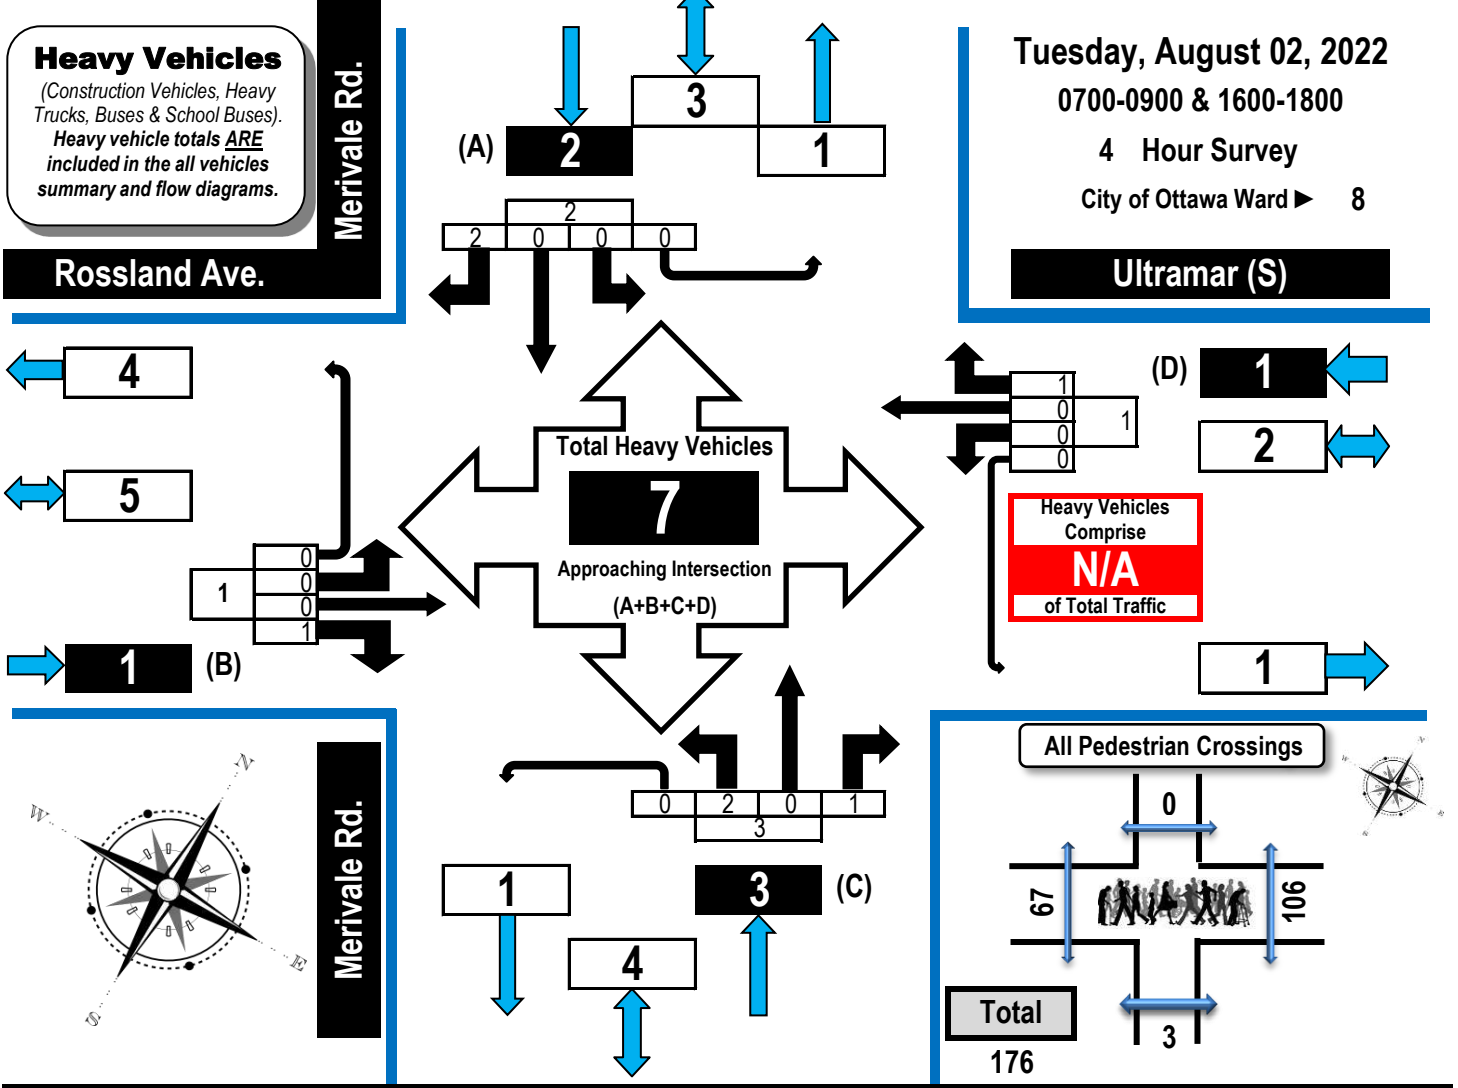 Heavy Vehicles
(Construction Vehicles, Heavy
Trucks, Buses & School Buses).
Heavy vehicle totals ARE
included in the all vehicles
summary and flow diagrams.
Merivale Rd.
Rossland Ave.
3
(A) 2
1
2
2 0 0 0
Tuesday, August 02, 2022
0700-0900 & 1600-1800
4 Hour Survey
City of Ottawa Ward ► 8
Ultramar (S)
4
5
0
0
0
1
1
1 (B)
Total Heavy Vehicles
7
Approaching Intersection
(A+B+C+D)
1
0
0
0
1
(D) 1
2
Heavy Vehicles
Comprise
N/A
of Total Traffic
1
N
W
E
S
Merivale Rd.
0 2 0 1
3
1
3 (C)
4
All Pedestrian Crossings
N
W
E
S
0
67
106
3
Total
176